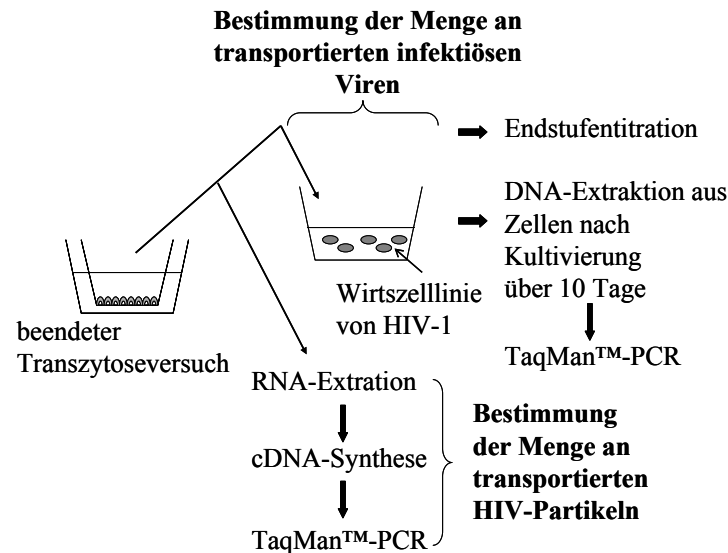 Bestimmung der Menge an
transportierten infektiösen
Viren
Endstufentitration
DNA-Extraktion aus
Zellen nach
Kultivierung
über 10 Tage
TaqMan™-PCR
Wirtszelllinie
von HIV-1
beendeter
Transzytoseversuch
RNA-Extration
cDNA-Synthese
TaqMan™-PCR
Bestimmung
der Menge an
transportierten
HIV-Partikeln